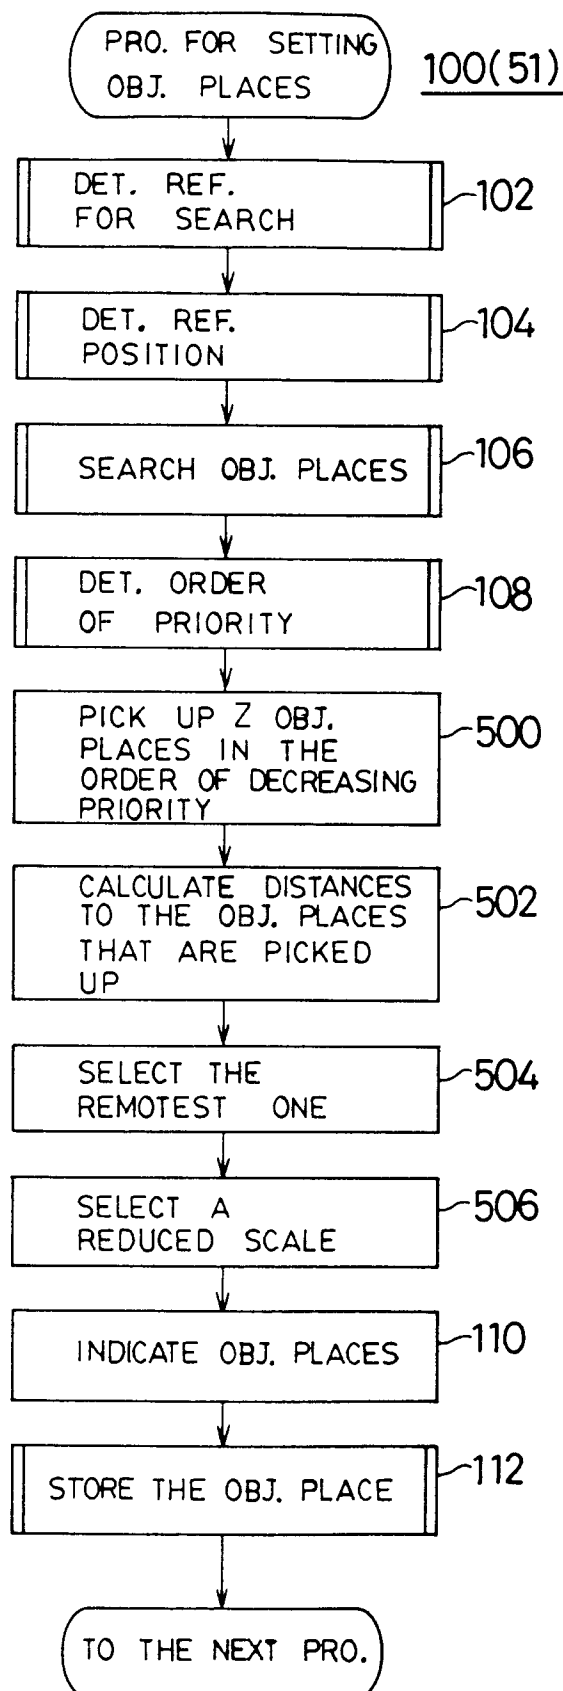 PRO. FOR SETTING
OBJ. PLACES
100(51)
DET. REF.
FOR SEARCH
102
DET. REF.
POSITION
104
SEARCH OBJ. PLACES
106
DET. ORDER
OF PRIORITY
108
PICK UP Z OBJ.
PLACES IN THE
ORDER OF DECREASING
PRIORITY
500
CALCULATE DISTANCES
TO THE OBJ. PLACES
THAT ARE PICKED
UP
502
SELECT THE
REMOTEST ONE
504
SELECT A
REDUCED SCALE
506
INDICATE OBJ. PLACES
110
STORE THE OBJ. PLACE
112
TO THE NEXT PRO.